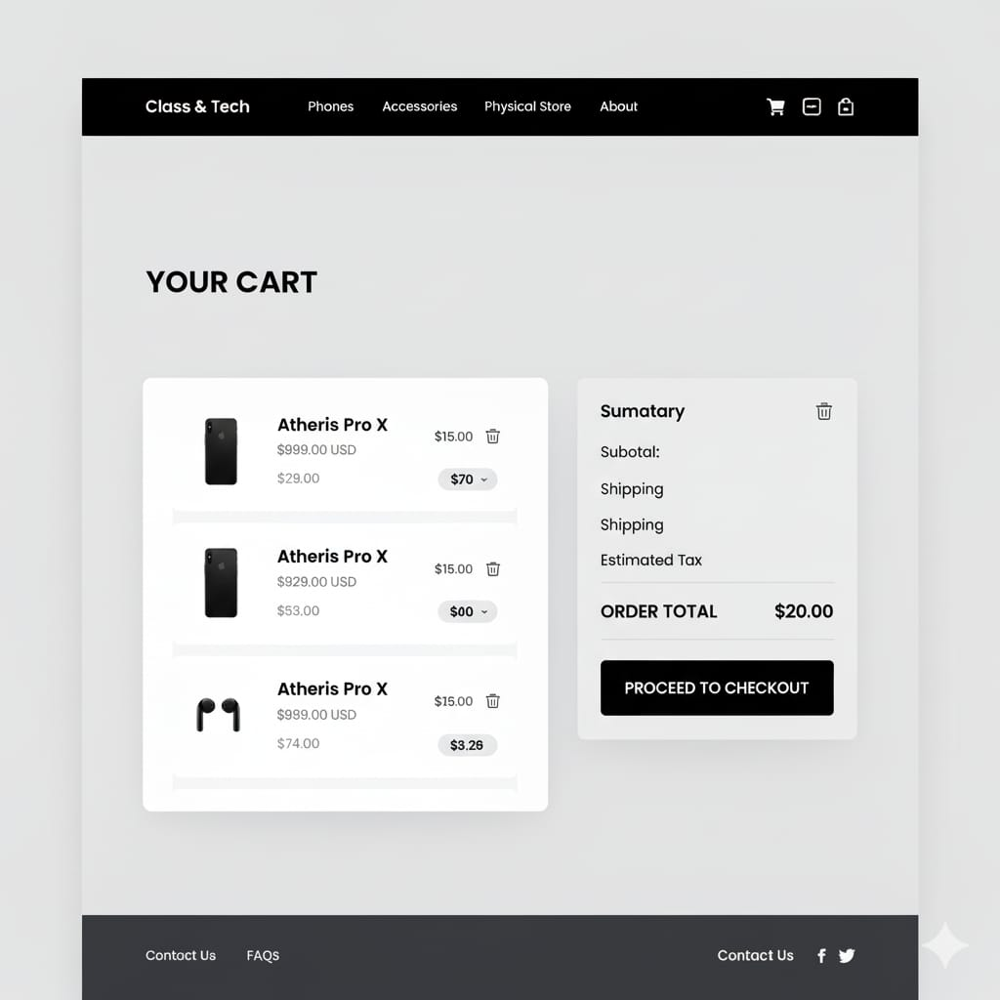 Class & Tech
Phones
Accessories
Physical Store
About
YOUR CART
Atheris Pro X
$999.00 USD
$29.00
$15.00
$70
Atheris Pro X
$929.00 USD
$53.00
$15.00
$00
Atheris Pro X
$989.00 USD
$74.00
$15.00
$3.26
Sumatary
Subotal:
Shipping
Shipping
Estimated Tax
ORDER TOTAL $20.00
PROCEED TO CHECKOUT
Contact Us
FAQs
Contact Us